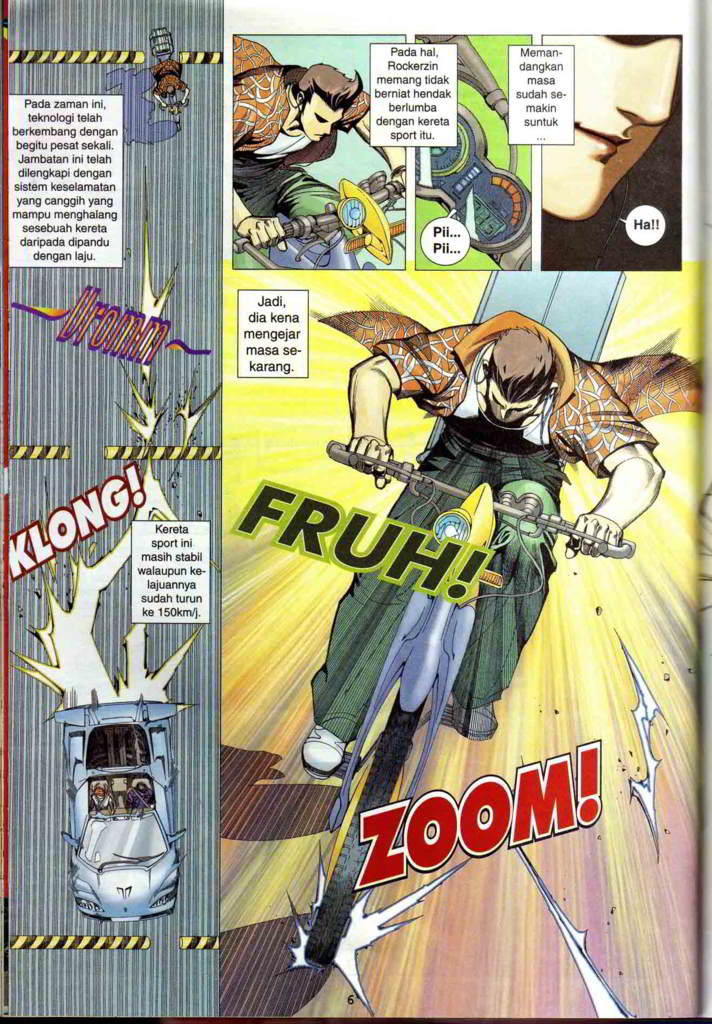 Pada zaman ini,
teknologi telah
berkembang dengan
begitu pesat sekali.
Jambatan ini telah
dilengkapi dengan
sistem keselamatan
yang canggih yang
mampu menghalang
sesebuah kereta
daripada dipandu
dengan laju.
Vromm
KLONG!
Kereta
sport ini
masih stabil
walaupun ke-
lajuannya
sudah turun
ke 150km/j.
Pada hal,
Rockerzin
memang tidak
berniat hendak
berlumba
dengan kereta
sport itu.
Pii...
Pii...
Meman-
dangkan
masa
sudah se-
makin
suntuk
...
Ha!!
Jadi,
dia kena
mengejar
masa se-
karang.
FRUH!
ZOOM!
6